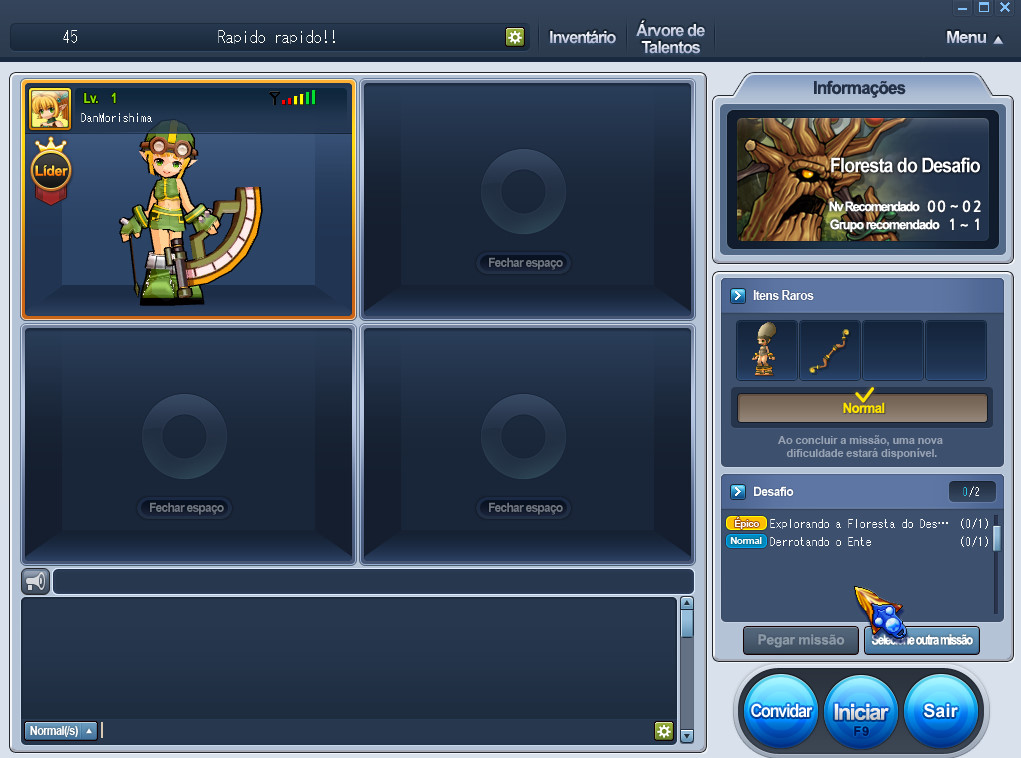 45
Rapido rapido!!
Inventário
Árvore de
Talentos
Menu
Lv. 1
DanMorishima
Líder
Fechar espaço
Fechar espaço
Fechar espaço
Normal(/s)
Informações
Floresta do Desafio
Nv Recomendado 00 ~ 02
Grupo recomendado 1 ~ 1
Itens Raros
Normal
Ao concluir a missão, uma nova
dificuldade estará disponível.
Desafio 0/2
Épico Explorando a Floresta do Des··· (0/1)
Normal Derrotando o Ente (0/1)
Pegar missão
outra missão
Convidar
Iniciar
F9
Sair